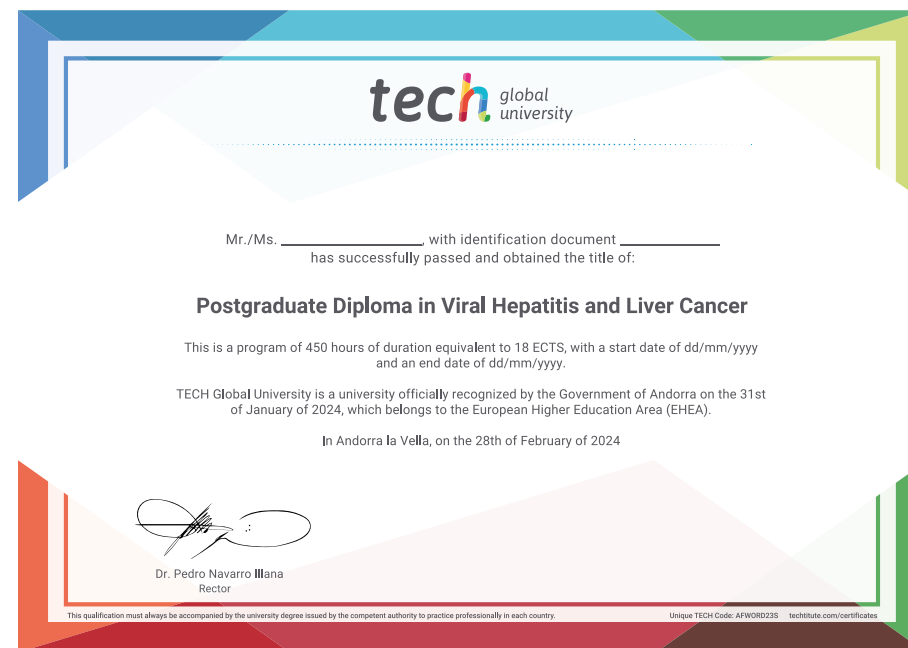 tech global
university
Mr./Ms. ____________________, with identification document ______________
has successfully passed and obtained the title of:
Postgraduate Diploma in Viral Hepatitis and Liver Cancer
This is a program of 450 hours of duration equivalent to 18 ECTS, with a start date of dd/mm/yyyy
and an end date of dd/mm/yyyy.
TECH Global University is a university officially recognized by the Government of Andorra on the 31st
of January of 2024, which belongs to the European Higher Education Area (EHEA).
In Andorra la Vella, on the 28th of February of 2024
Dr. Pedro Navarro Illana
Rector
This qualification must always be accompanied by the university degree issued by the competent authority to practice professionally in each country.
Unique TECH Code: AFWORD23S techtitute.com/certificates